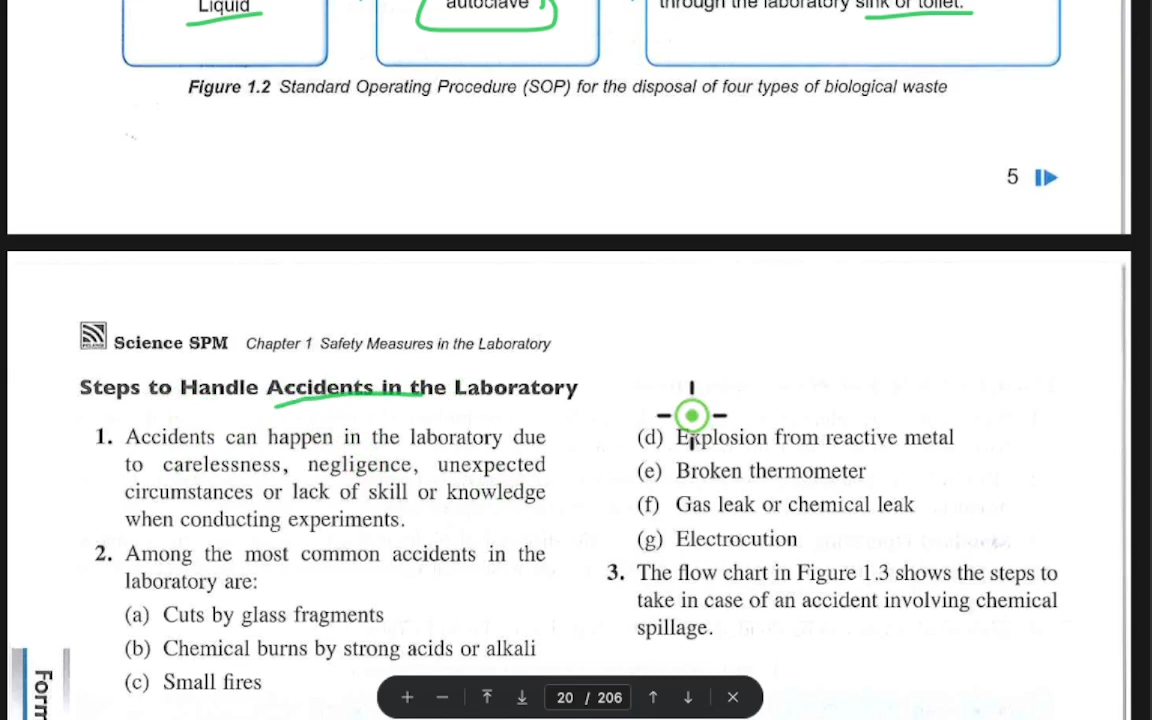 Liquid
autoclave
through the laboratory sink or toilet.
Figure 1.2 Standard Operating Procedure (SOP) for the disposal of four types of biological waste
5
Science SPM Chapter 1 Safety Measures in the Laboratory
Steps to Handle Accidents in the Laboratory
1. Accidents can happen in the laboratory due
to carelessness, negligence, unexpected
circumstances or lack of skill or knowledge
when conducting experiments.
2. Among the most common accidents in the
laboratory are:
(a) Cuts by glass fragments
(b) Chemical burns by strong acids or alkali
(c) Small fires
(d) Explosion from reactive metal
(e) Broken thermometer
(f) Gas leak or chemical leak
(g) Electrocution
3. The flow chart in Figure 1.3 shows the steps to
take in case of an accident involving chemical
spillage.
Form
20 / 206